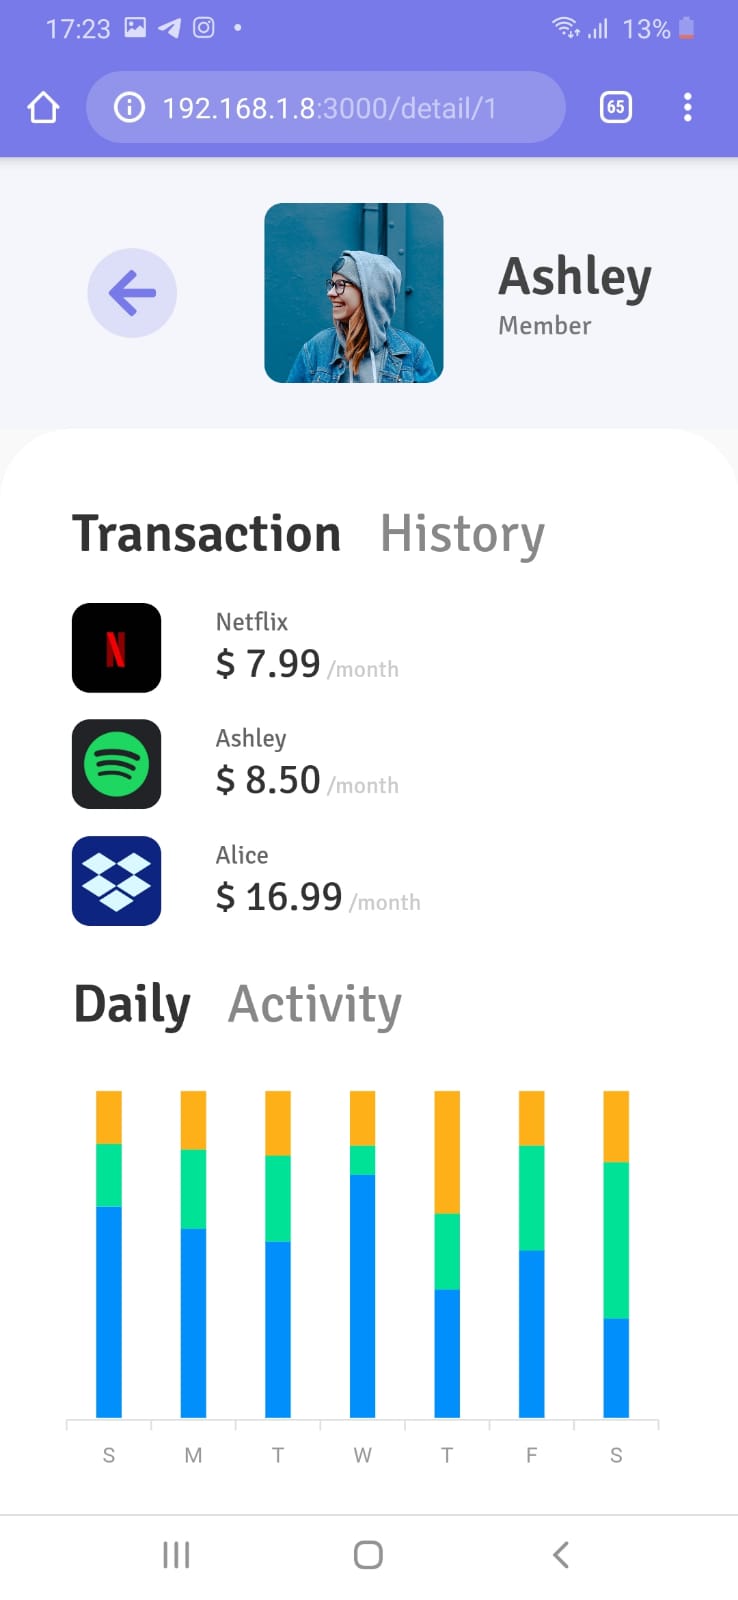 17:23 13%
192.168.1.8:3000/detail/1 65
Ashley
Member
Transaction History
N
Netflix
$ 7.99 /month
Ashley
$ 8.50 /month
Alice
$ 16.99 /month
Daily Activity
S M T W T F S